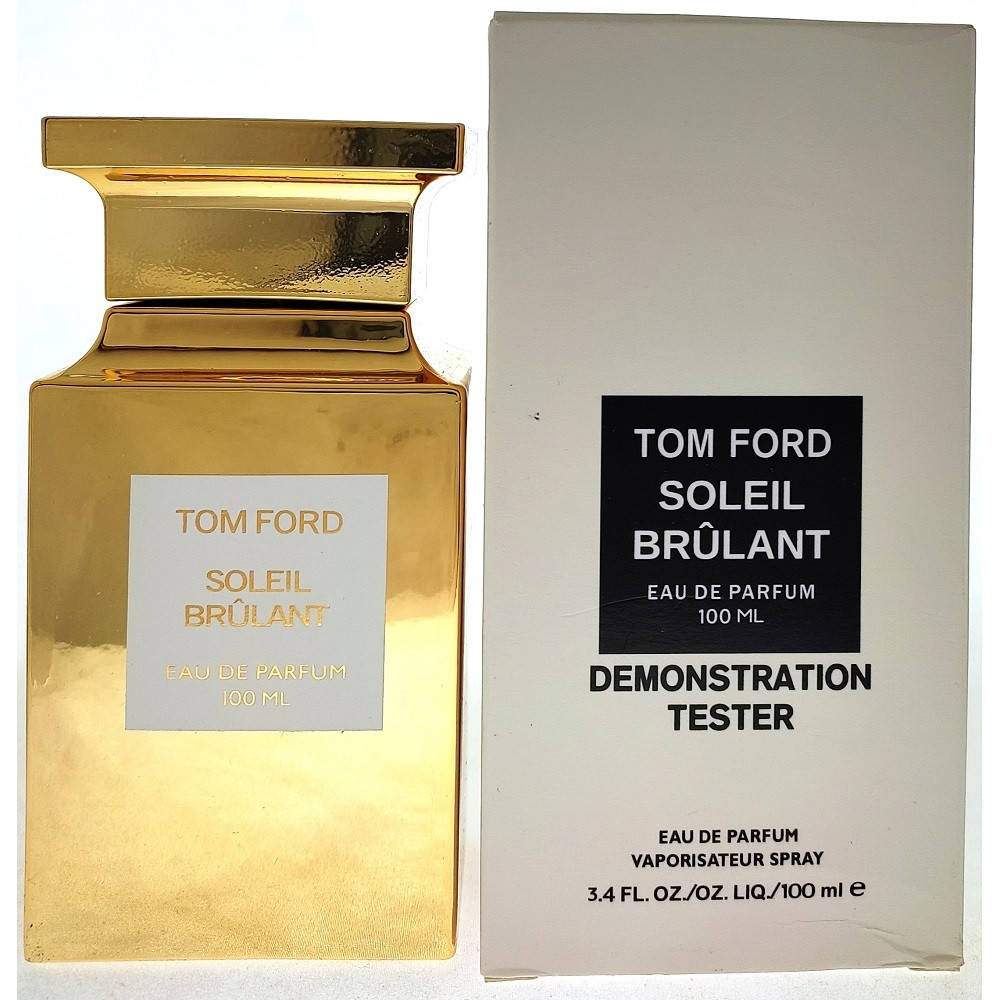 TOM FORD
SOLEIL
BRÛLANT
EAU DE PARFUM
100 ML
TOM FORD
SOLEIL
BRÛLANT
EAU DE PARFUM
100 ML
DEMONSTRATION
TESTER
EAU DE PARFUM
VAPORISATEUR SPRAY
3.4 FL. OZ./OZ. LIQ./100 ml e